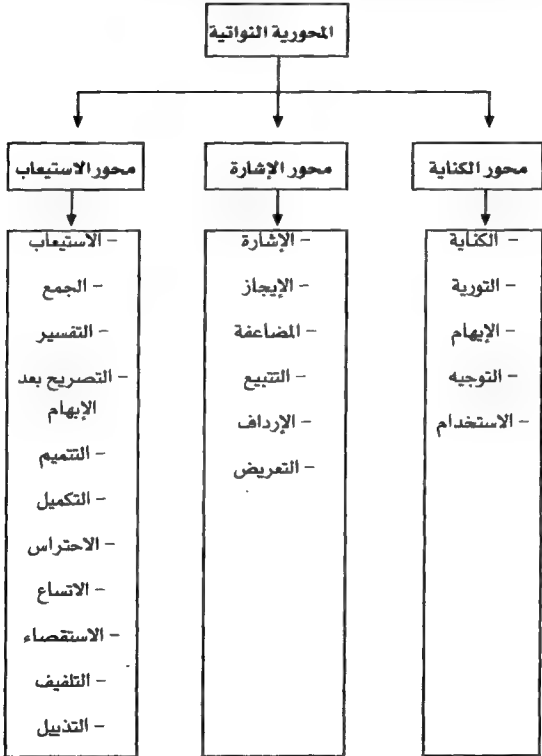 المحورية النواتية
محور الكناية
– الكناية
– التورية
– الإيهام
– التوجيه
– الاستخدام
محور الإشارة
– الإشارة
– الإيجاز
– المضاعفة
– التتبيع
– الإرداف
– التعريض
محور الاستيعاب
– الاستيعاب
– الجمع
– التفسير
– التصريح بعد
الإبهام
– التتميم
– التكميل
– الاحتراس
– الاتساع
– الاستقصاء
– التلفيف
– التذييل